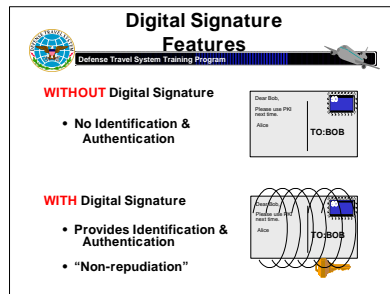 Digital Signature
Features
Defense Travel System Training Program
WITHOUT Digital Signature
• No Identification &
Authentication
Dear Bob,
Please use PKI
next time.
Alice
TO:BOB
WITH Digital Signature
• Provides Identification &
Authentication
• “Non-repudiation”
Dear Bob,
Please use PKI
next time.
Alice
TO:BOB